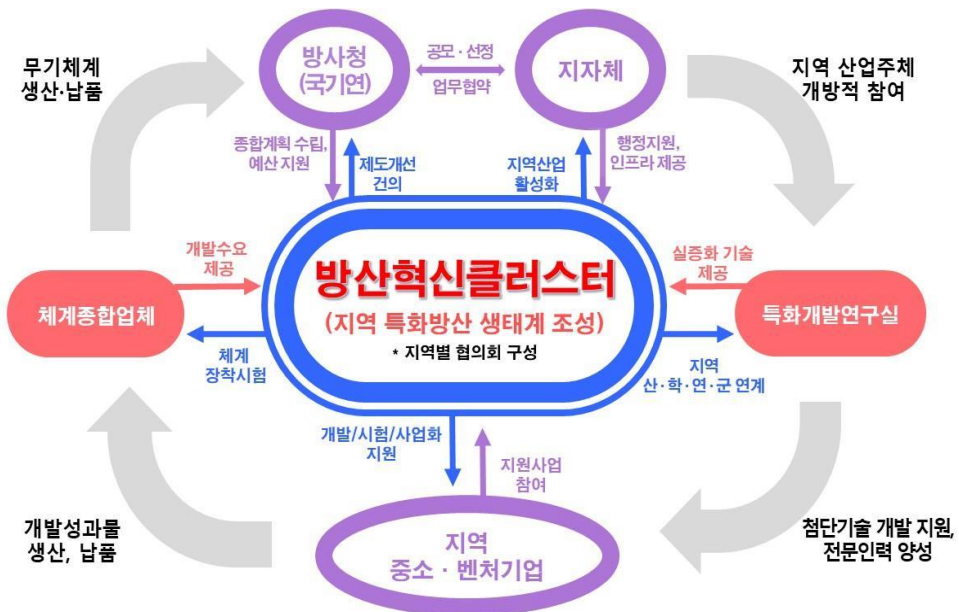 무기체계
생산·납품
방사청
(국기연)
공모·선정
업무협약
지자체
지역 산업주체
개방적 참여
종합계획 수립,
예산 지원
제도개선
건의
지역산업
활성화
행정지원,
인프라 제공
개발수요
제공
방산혁신클러스터
(지역 특화방산 생태계 조성)
* 지역별 협의회 구성
실증화 기술
제공
체계종합업체
특화개발연구실
체계
장착시험
지역
산·학·연·군 연계
개발/시험/사업화
지원
지원사업
참여
개발성과물
생산, 납품
지역
중소·벤처기업
첨단기술 개발 지원,
전문인력 양성